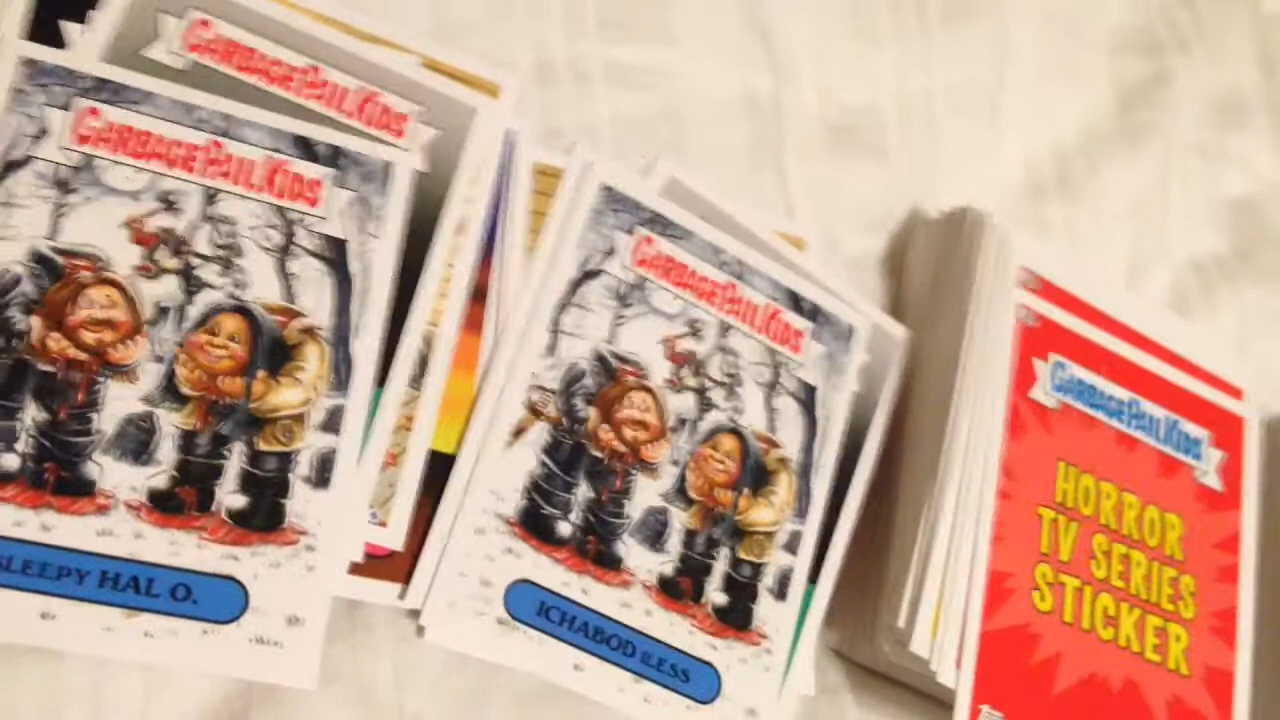 GARBAGE PAIL KIDS
GARBAGE PAIL KIDS
SLEEPY HAL O.
GARBAGE PAIL KIDS
ICHABOD ILESS
GARBAGE PAIL KIDS
HORROR
TV SERIES
STICKER